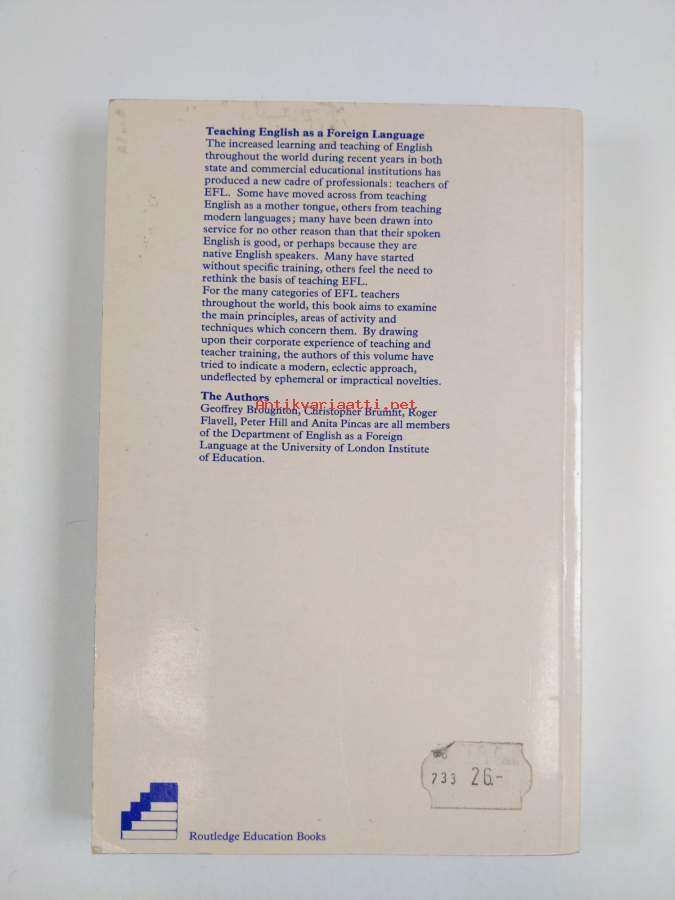 Teaching English as a Foreign Language
The increased learning and teaching of English
throughout the world during recent years in both
state and commercial educational institutions has
produced a new cadre of professionals: teachers of
EFL. Some have moved across from teaching
English as a mother tongue, others from teaching
modern languages; many have been drawn into
service for no other reason than that their spoken
English is good, or perhaps because they are
native English speakers. Many have started
without specific training, others feel the need to
rethink the basis of teaching EFL.
For the many categories of EFL teachers
throughout the world, this book aims to examine
the main principles, areas of activity and
techniques which concern them. By drawing
upon their corporate experience of teaching and
teacher training, the authors of this volume have
tried to indicate a modern, eclectic approach,
undeflected by ephemeral or impractical novelties.
The Authors
Antikvariaatti.net
Geoffrey Broughton, Christopher Brumfit, Roger
Flavell, Peter Hill and Anita Pincas are all members
of the Department of English as a Foreign
Language at the University of London Institute
of Education.
733 26.-
Routledge Education Books